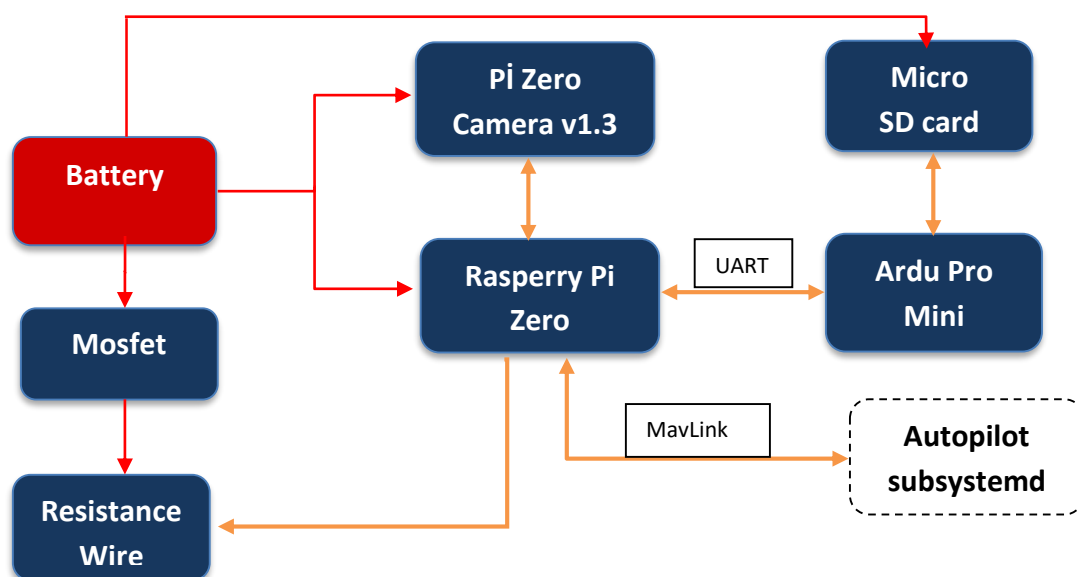 Pİ Zero
Camera v1.3
Micro
SD card
Battery
Rasperry Pi
Zero
UART
Ardu Pro
Mini
Mosfet
MavLink
Autopilot
subsystemd
Resistance
Wire